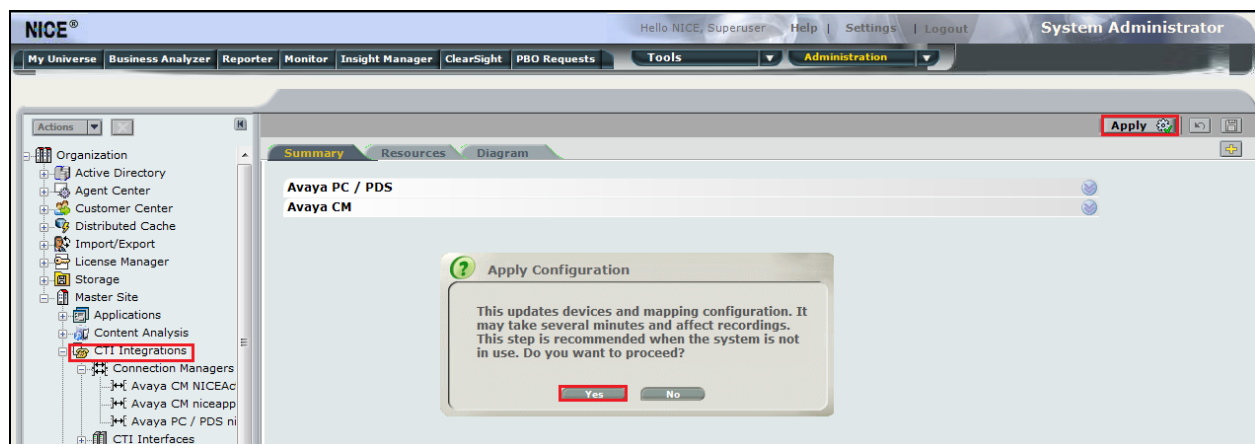 NICE®
Hello NICE, Superuser Help | Settings | Logout
System Administrator
My Universe Business Analyzer Reporter Monitor Insight Manager ClearSight PBO Requests Tools Administration
Actions
Apply
Organization
Active Directory
Agent Center
Customer Center
Distributed Cache
Import/Export
License Manager
Storage
Master Site
Applications
Content Analysis
CTI Integrations
Connection Managers
Avaya CM NICEAc
Avaya CM niceapp
Avaya PC / PDS ni
CTI Interfaces
Summary Resources Diagram
Avaya PC / PDS
Avaya CM
Apply Configuration
This updates devices and mapping configuration. It
may take several minutes and affect recordings.
This step is recommended when the system is not
in use. Do you want to proceed?
Yes No